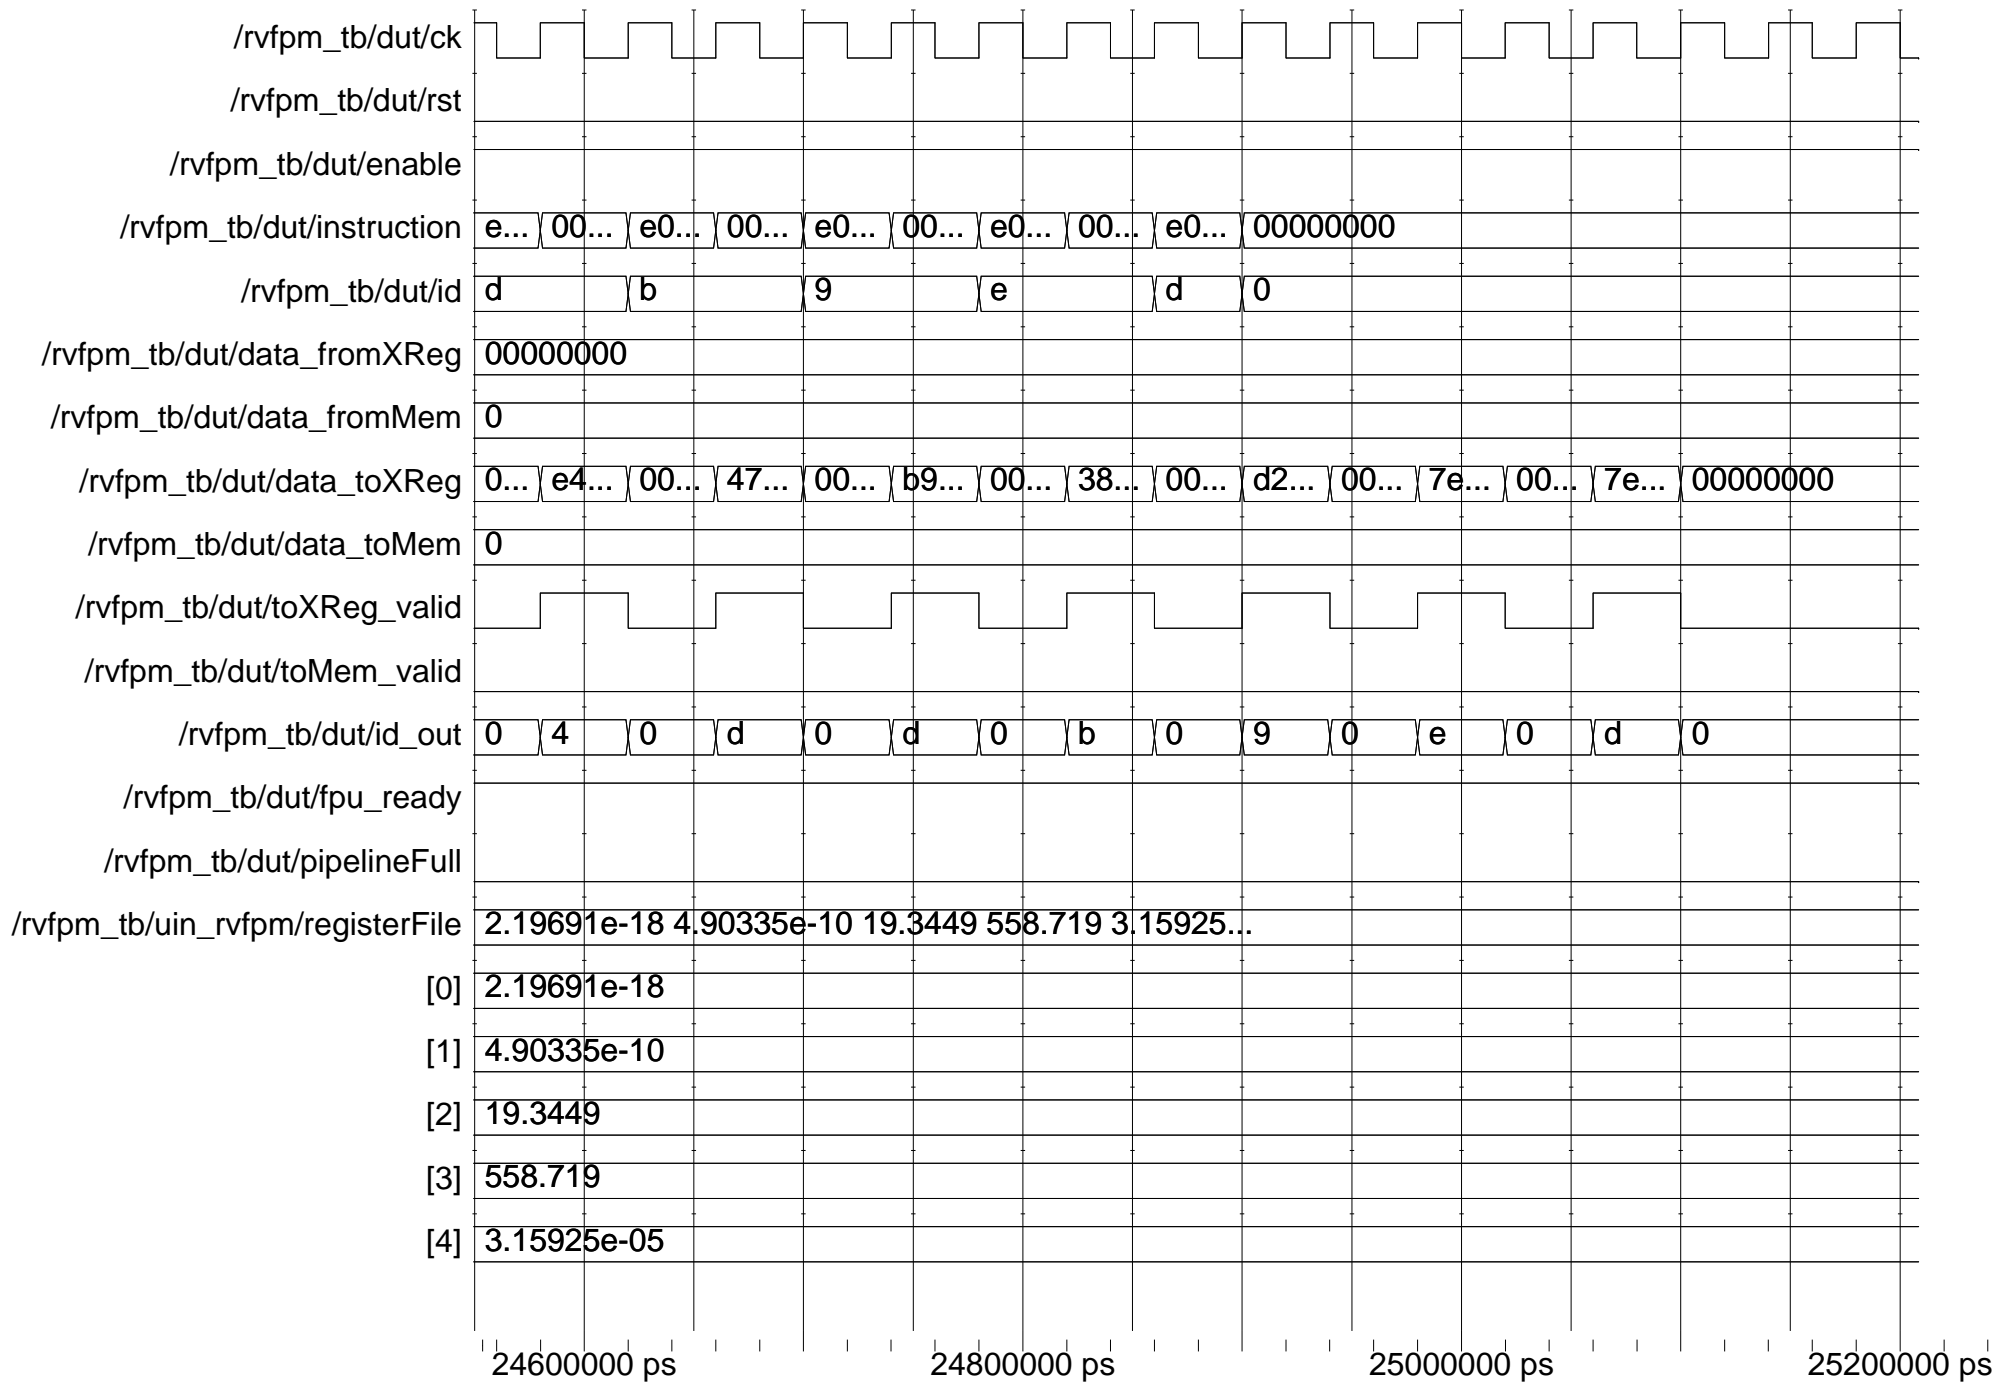 /rvfpm_tb/dut/ck
/rvfpm_tb/dut/rst
/rvfpm_tb/dut/enable
/rvfpm_tb/dut/instruction e... 00... e0... 00... e0... 00... e0... 00... e0... 00000000
/rvfpm_tb/dut/id d b 9 e d 0
/rvfpm_tb/dut/data_fromXReg 00000000
/rvfpm_tb/dut/data_fromMem 0
/rvfpm_tb/dut/data_toXReg 0... e4... 00... 47... 00... b9... 00... 38... 00... d2... 00... 7e... 00... 7e... 00000000
/rvfpm_tb/dut/data_toMem 0
/rvfpm_tb/dut/toXReg_valid
/rvfpm_tb/dut/toMem_valid
/rvfpm_tb/dut/id_out 0 4 0 d 0 d 0 b 0 9 0 e 0 d 0
/rvfpm_tb/dut/fpu_ready
/rvfpm_tb/dut/pipelineFull
/rvfpm_tb/uin_rvfpm/registerFile 2.19691e-18 4.90335e-10 19.3449 558.719 3.15925...
[0] 2.19691e-18
[1] 4.90335e-10
[2] 19.3449
[3] 558.719
[4] 3.15925e-05
24600000 ps 24800000 ps 25000000 ps 25200000 ps